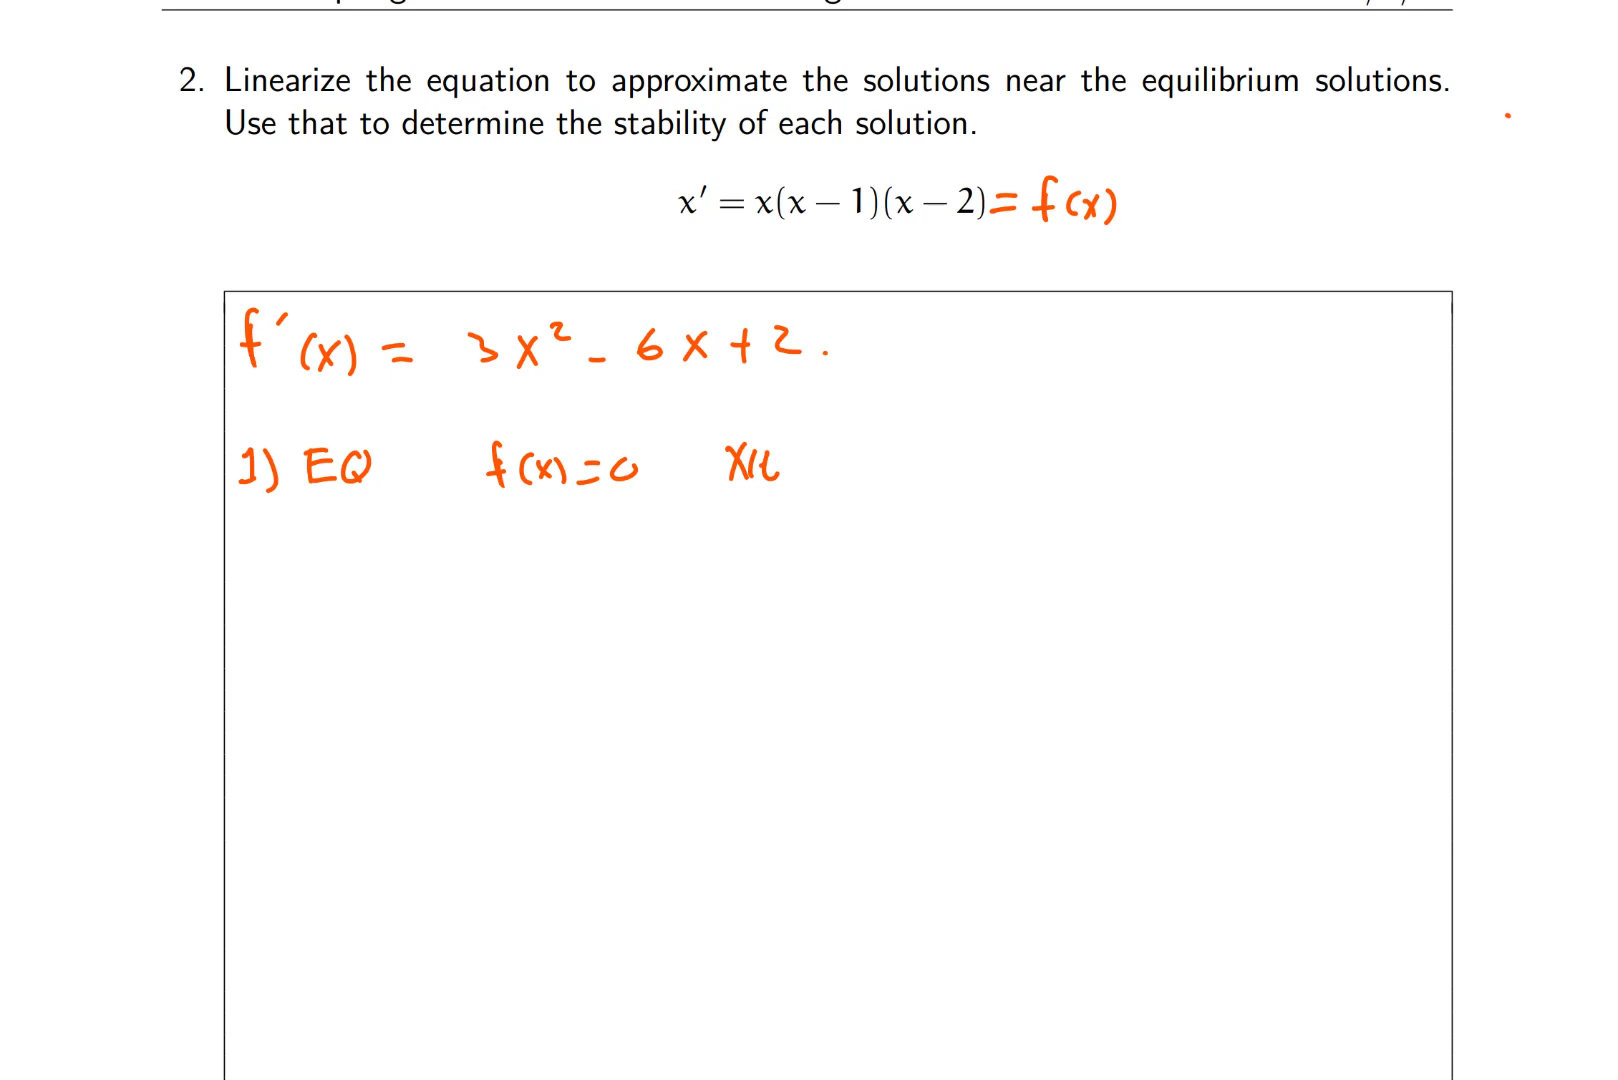 2. Linearize the equation to approximate the solutions near the equilibrium solutions.
Use that to determine the stability of each solution.
x′ = x(x − 1)(x − 2) = f(x)
f′(x) = 3x² - 6x + 2.
1) EQ f(x)=0